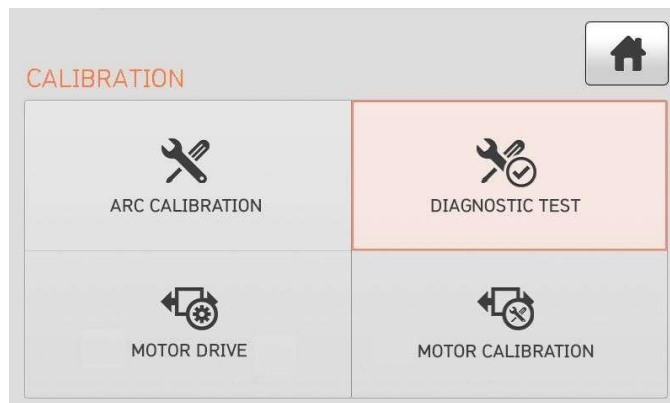 CALIBRATION
ARC CALIBRATION
DIAGNOSTIC TEST
MOTOR DRIVE
MOTOR CALIBRATION